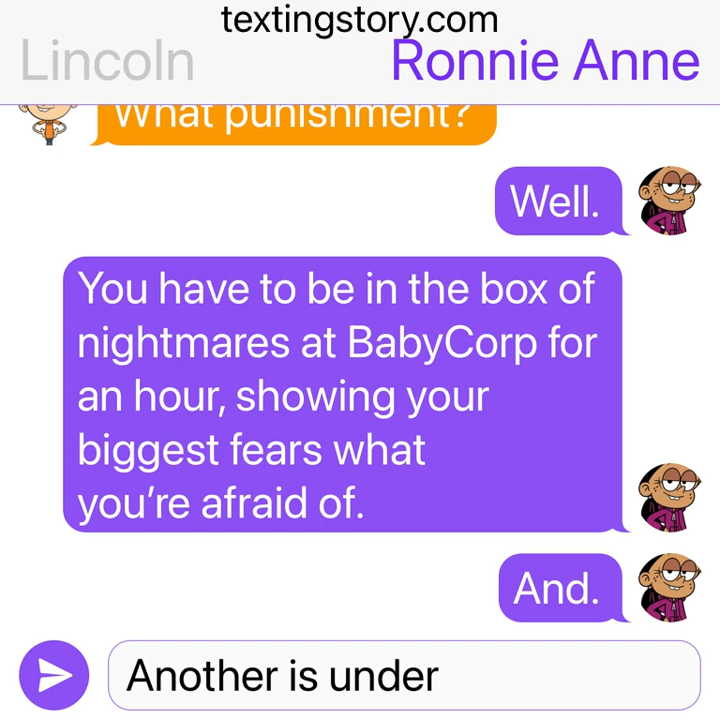 textingstory.com
Lincoln
Ronnie Anne
What punishment?
Well.
You have to be in the box of
nightmares at BabyCorp for
an hour, showing your
biggest fears what
you’re afraid of.
And.
Another is under